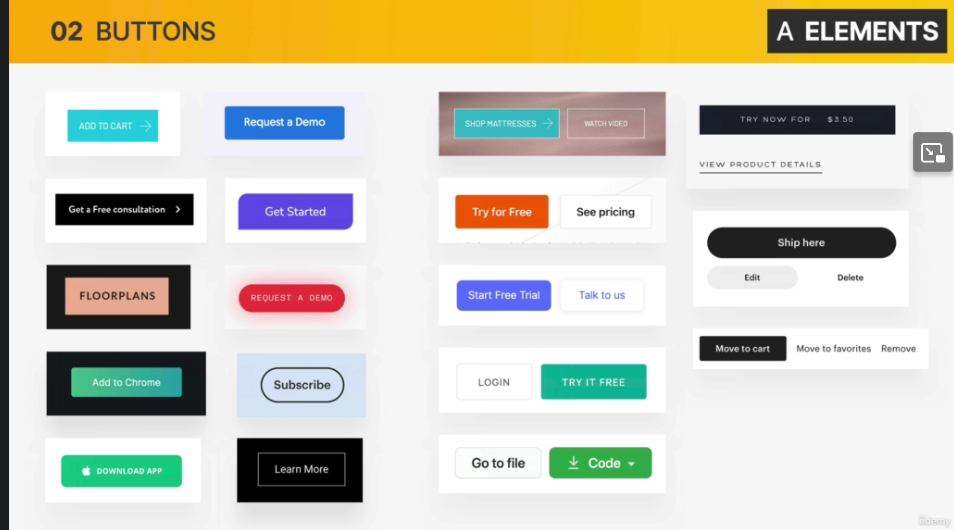 02 BUTTONS
A ELEMENTS
ADD TO CART
Request a Demo
Get a Free consultation
Get Started
FLOORPLANS
REQUEST A DEMO
Add to Chrome
Subscribe
DOWNLOAD APP
Learn More
SHOP MATTRESSES
WATCH VIDEO
Try for Free
See pricing
Start Free Trial
Talk to us
LOGIN
TRY IT FREE
Go to file
Code
TRY NOW FOR $3.50
VIEW PRODUCT DETAILS
Ship here
Edit
Delete
Move to cart
Move to favorites
Remove
ûdemy